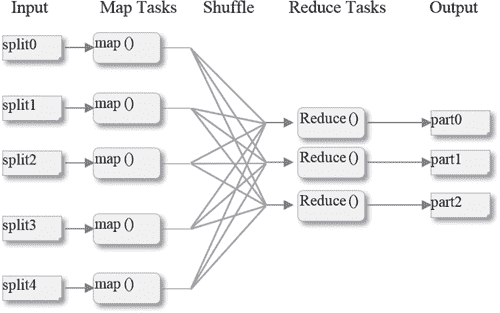 Input Map Tasks Shuffle Reduce Tasks Output
split0 map ()
split1 map ()
Reduce () part0
split2 map ()
Reduce () part1
Reduce () part2
split3 map ()
split4 map ()